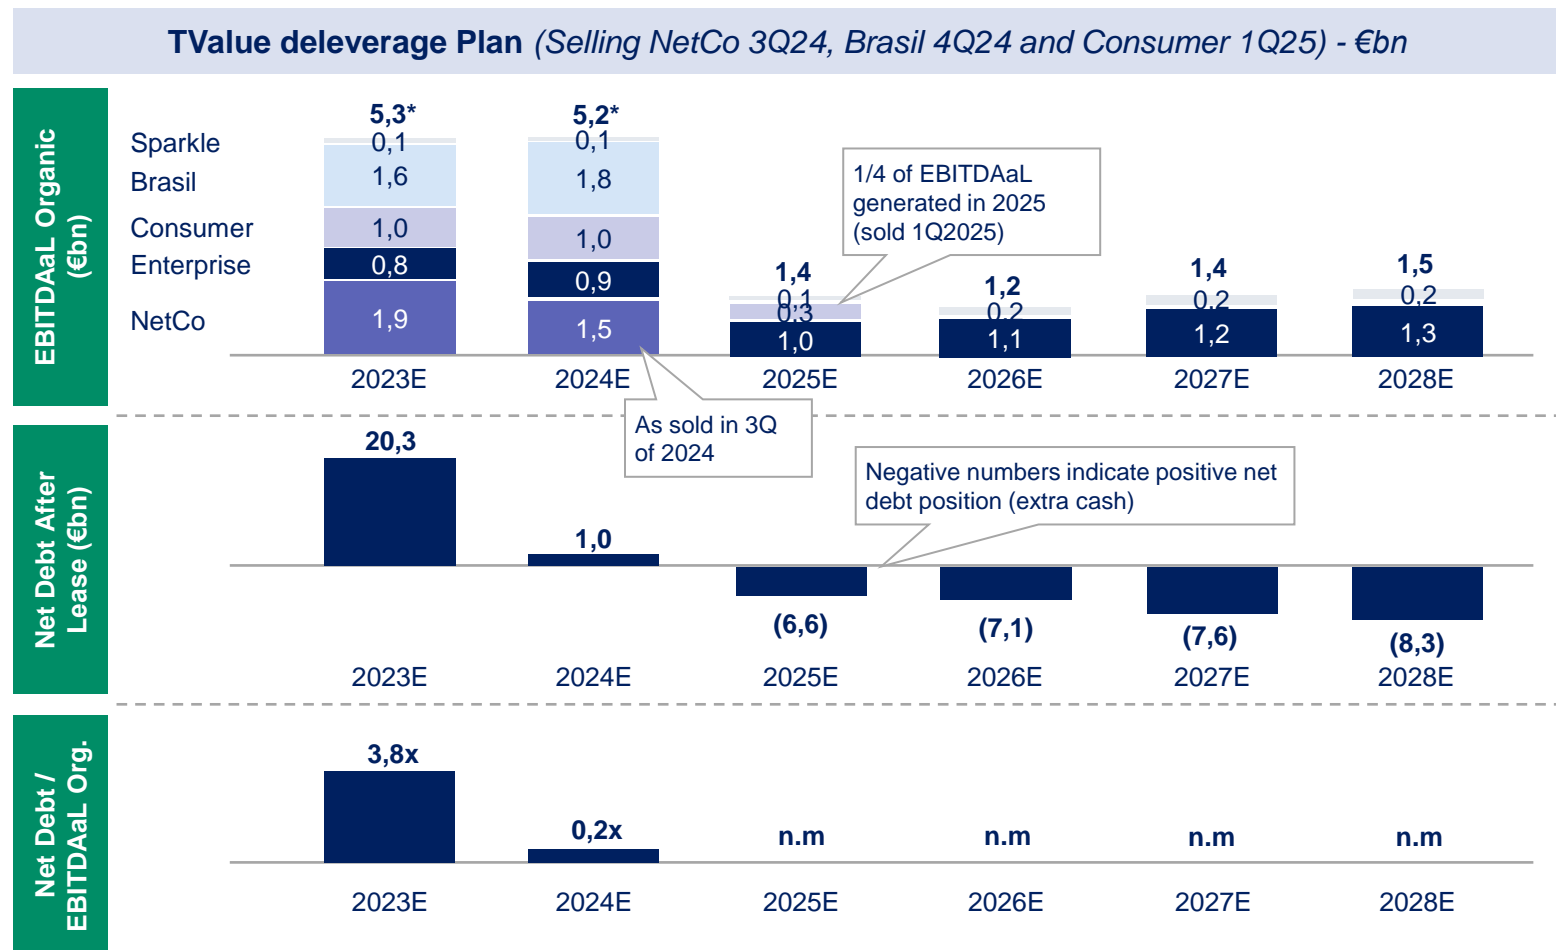 TValue deleverage Plan (Selling NetCo 3Q24, Brasil 4Q24 and Consumer 1Q25) - €bn
EBITDAaL Organic
(€bn)
Sparkle
Brasil
Consumer
Enterprise
NetCo
5,3*
0,1
1,6
1,0
0,8
1,9
5,2*
0,1
1,8
1,0
0,9
1,5
1,4
0,1
0,3
1,0
1,2
0,2
1,1
1,4
0,2
1,2
1,5
0,2
1,3
1/4 of EBITDAaL
generated in 2025
(sold 1Q2025)
2023E
2024E
2025E
2026E
2027E
2028E
As sold in 3Q
of 2024
Net Debt After
Lease (€bn)
20,3
1,0
(6,6)
(7,1)
(7,6)
(8,3)
Negative numbers indicate positive net
debt position (extra cash)
2023E
2024E
2025E
2026E
2027E
2028E
Net Debt /
EBITDAaL Org.
3,8x
0,2x
n.m
n.m
n.m
n.m
2023E
2024E
2025E
2026E
2027E
2028E